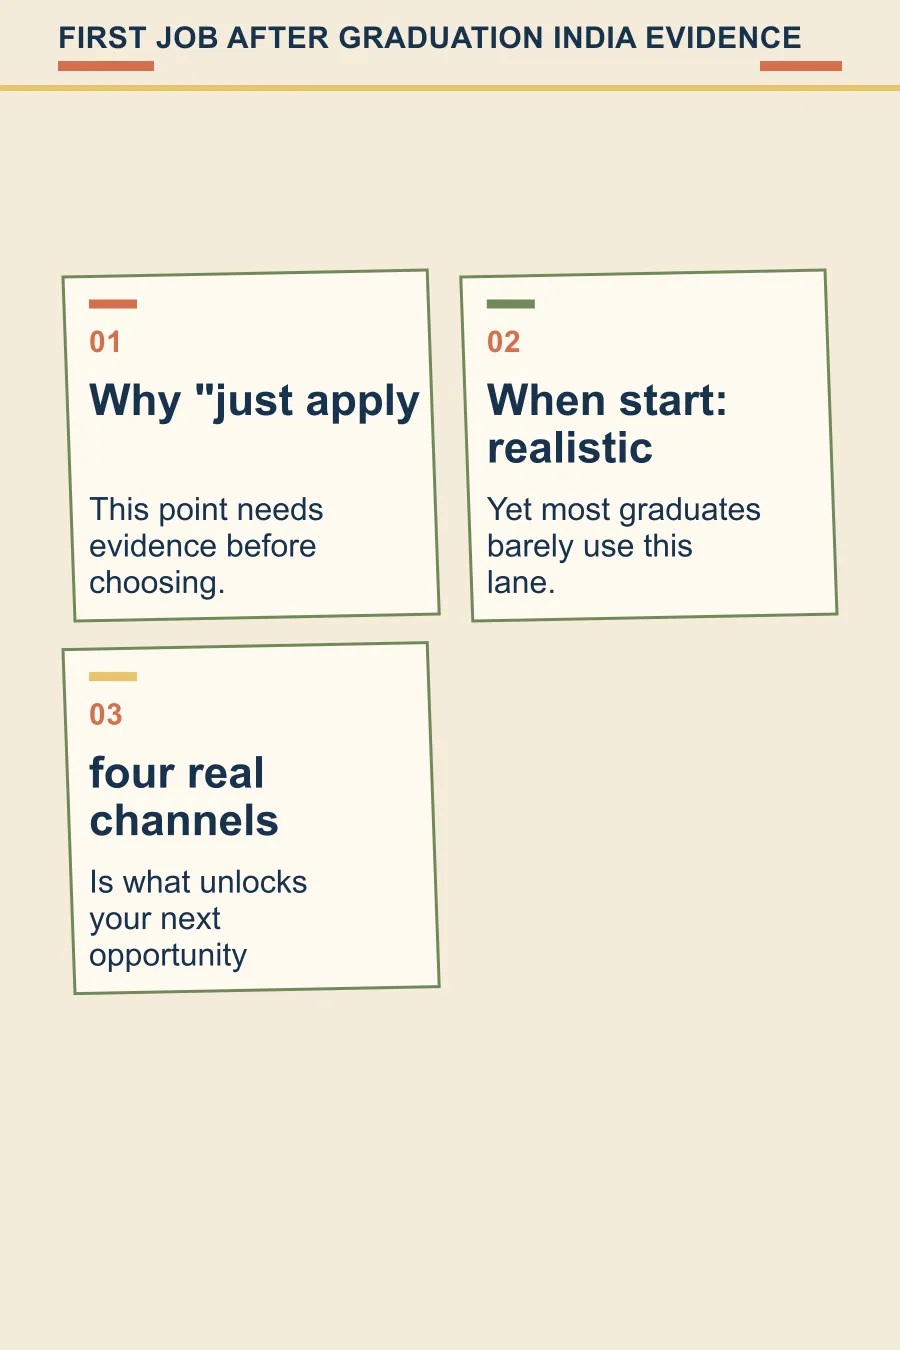 FIRST JOB AFTER GRADUATION INDIA EVIDENCE
01
Why "just apply
This point needs
evidence before
choosing.
02
When start:
realistic
Yet most graduates
barely use this
lane.
03
four real
channels
Is what unlocks
your next
opportunity